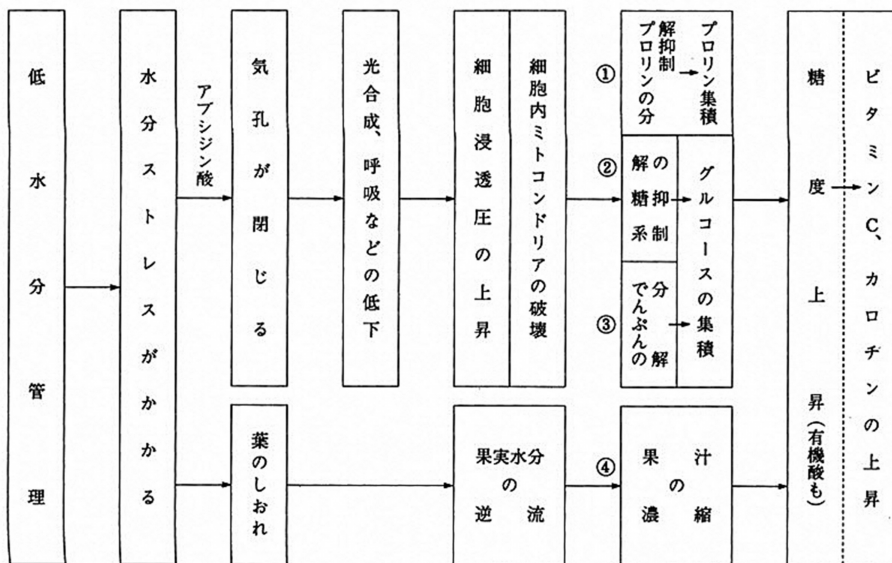 低水分管理
水分ストレスがかかる
アブシジン酸
気孔が閉じる
光合成、呼吸などの低下
細胞浸透圧の上昇
細胞内ミトコンドリアの破壊
①
プロリンの分
解抑制
プロリン集積
②
解糖系
の抑制
③
でんぷんの
分解
グルコースの集積
葉のしおれ
果実水分
の
逆流
④
果汁
の
濃縮
糖度上昇(有機酸も)
ビタミンC、カロチンの上昇